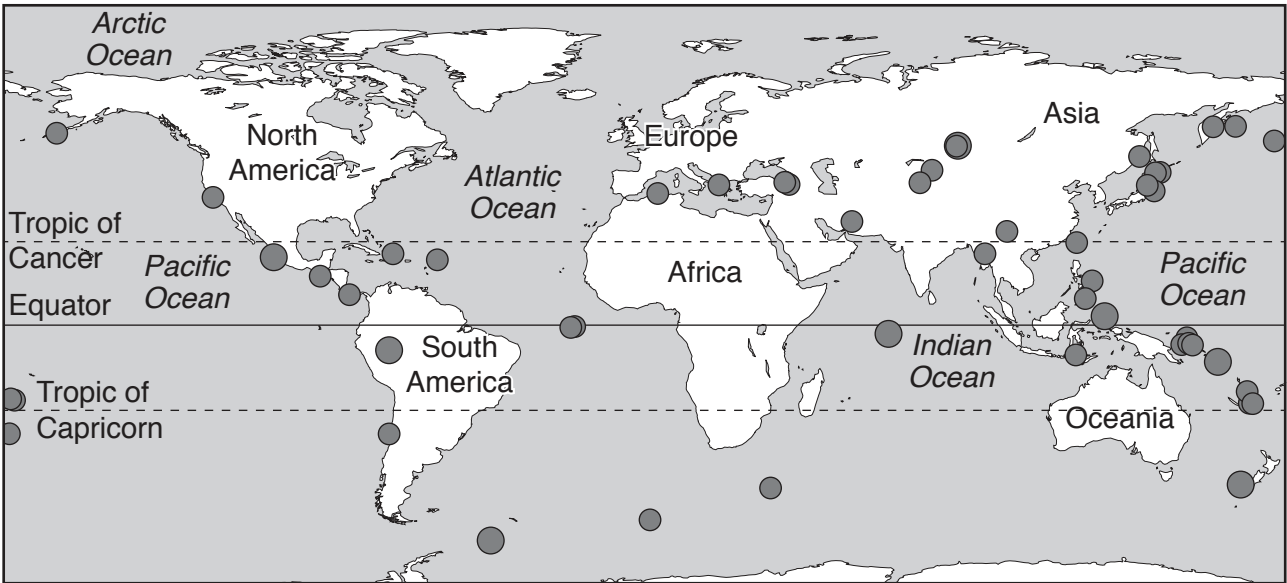 Arctic
Ocean
North
America
Europe
Asia
Atlantic
Ocean
Tropic of
Cancer
Pacific
Ocean
Africa
Pacific
Ocean
Equator
South
America
Indian
Ocean
Tropic of
Capricorn
Oceania